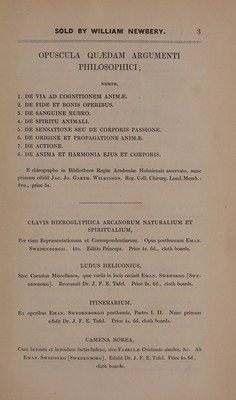 SOLD BY WILLIAM NEWBERY. 3
OPUSCULA QUÆDAM ARGUMENTI
PHILOSOPHICI;
NEMPE,
1. DE VIA AD COGNITIONEM ANIMÆ.
2. DE FIDE ET BONIS OPERIBUS.
3. DE SANGUINE RUBRO.
4. DE SPIRITU ANIMALI.
5. DE SENSATIONE SEU DE CORPORIS PASSIONE.
6. DE ORIGINE ET PROPAGATIONE ANIMÆ.
7. DE ACTIONE.
8. DE ANIMA ET HARMONIA EJUS ET CORPORIS.
E chirographo in Bibliotheca Regiæ Academiæ Holmiensis asservato, nunc
primum edidit JAC. JO. GARTH. WILKINSON, Reg. Coll. Chirurg. Lond. Memb.:
8vo., price 5s.
CLAVIS HIEROGLYPHICA ARCANORUM NATURALIUM ET
SPIRITUALIUM,
Per viam Representationum et Correspondentiarum. Opus posthumum EMAN.
SWEDENBORGII. 4to. Editio Princeps. Price 4s. 6d., cloth boards.
LUDUS HELICONIUS,
Sive Carmina Miscellanea, quæ variis in locis cecinit EMAN. SWEDBERG [SWE-
DENBORG]. Recensuit Dr. J. F. E. Tafel. Price 3s. 6d., cloth boards.
ITINERARIUM,
Ex operibus EMAN. SWEDENBORGII posthumis, Partes I. II. Nunc primum
edidit Dr. J. F. E. Tafel. Price 4s. 6d. cloth boards.
CAMENA BOREA,
Cum heroum et heroidum factis ludens, sive FABELLÆ Ovidianis similes, &c. Ab
EMAN. SWEDBERG [SWEDENBORG]. Edidit Dr. J. F. E. Tafel. Price 4s. 6d.,
cloth boards.